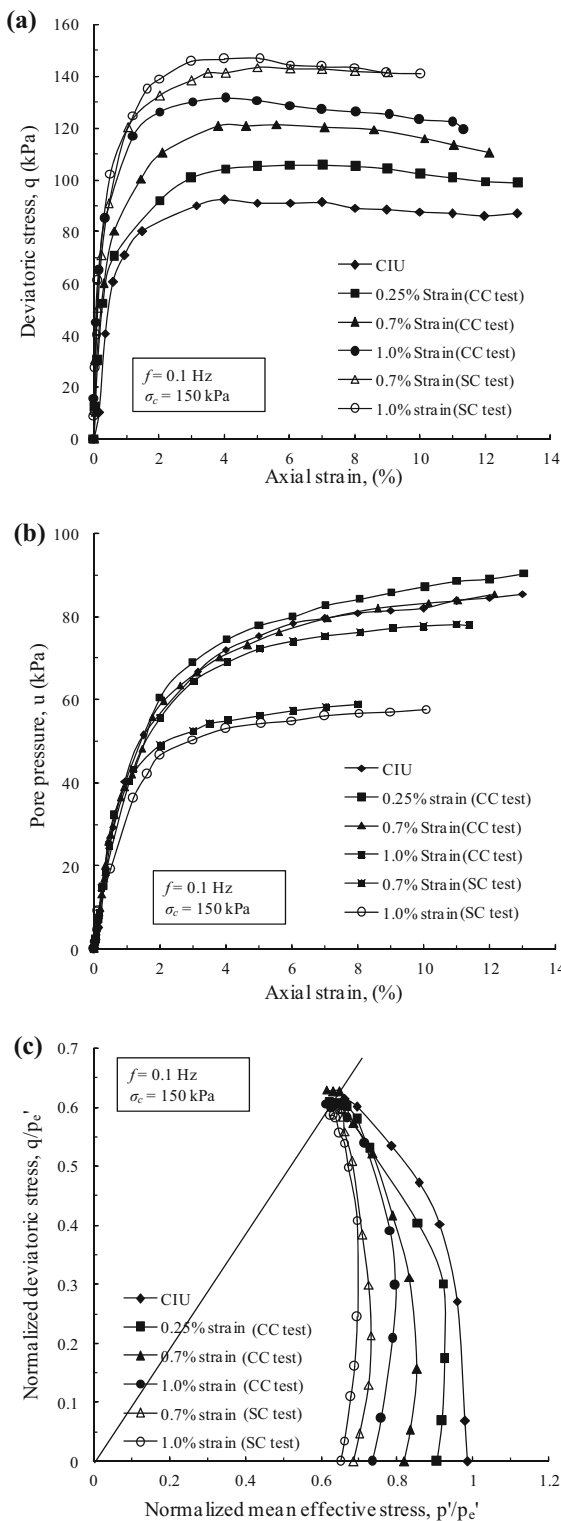 (a)
160
140
120
100
80
60
40
20
0
Deviatoric stress, q (kPa)
CIU
0.25% Strain(CC test)
0.7% Strain(CC test)
1.0% Strain(CC test)
0.7% Strain(SC test)
1.0% strain(SC test)
f= 0.1 Hz
σc = 150 kPa
0 2 4 6 8 10 12 14
Axial strain, (%)
(b)
100
80
60
40
20
0
Pore pressure, u (kPa)
CIU
0.25% strain (CC test)
0.7% Strain(CC test)
1.0% Strain(CC test)
0.7% Strain(SC test)
1.0% strain(SC test)
f= 0.1 Hz
σc = 150 kPa
0 2 4 6 8 10 12 14
Axial strain, (%)
(c)
0.7
0.6
0.5
0.4
0.3
0.2
0.1
0
Normalized deviatoric stress, q/pe'
f= 0.1 Hz
σc = 150 kPa
CIU
0.25% strain (CC test)
0.7% strain (CC test)
1.0% strain (CC test)
0.7% strain (SC test)
1.0% strain (SC test)
0 0.2 0.4 0.6 0.8 1 1.2
Normalized mean effective stress, p'/pe'